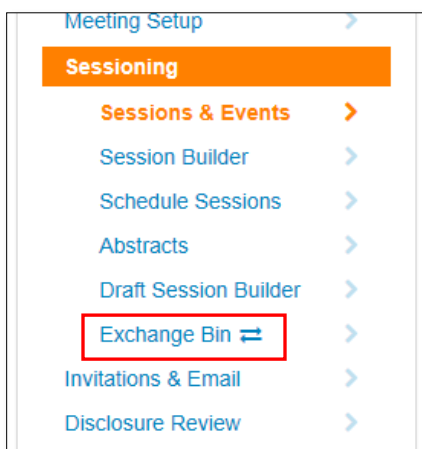 Meeting Setup
Sessioning
Sessions & Events
Session Builder
Schedule Sessions
Abstracts
Draft Session Builder
Exchange Bin
Invitations & Email
Disclosure Review